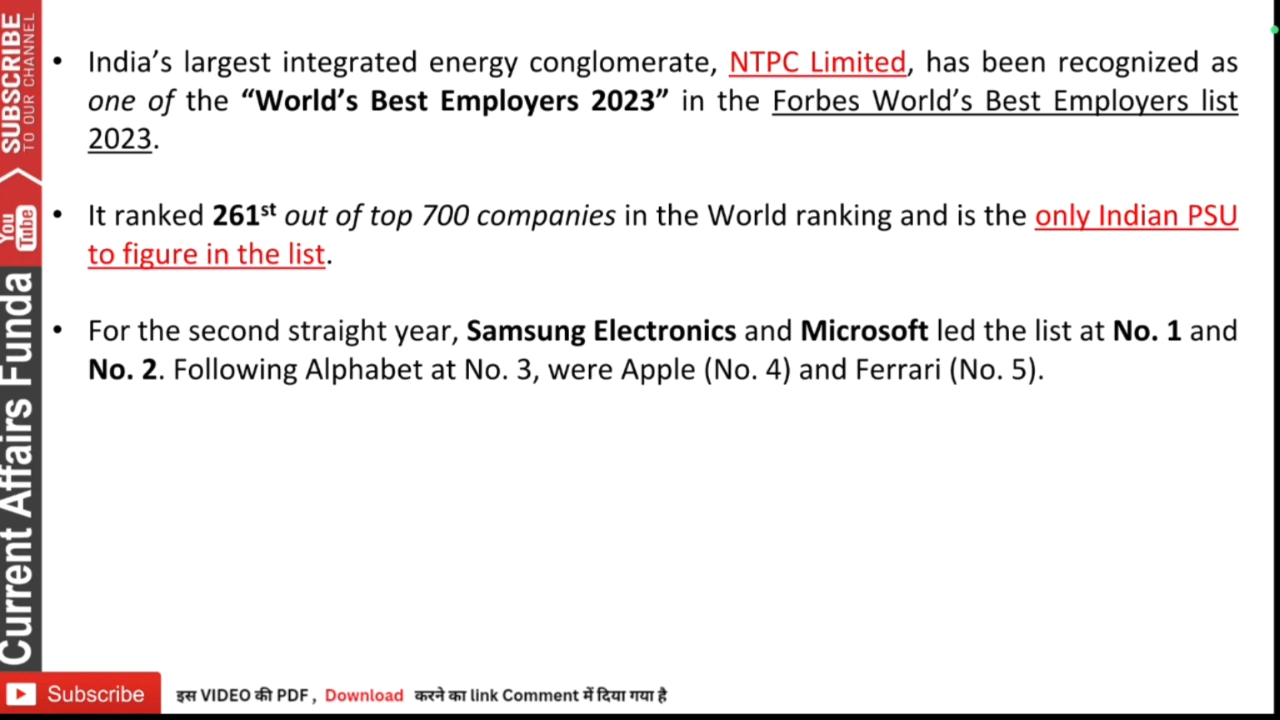 • India’s largest integrated energy conglomerate, NTPC Limited, has been recognized as
one of the “World’s Best Employers 2023” in the Forbes World’s Best Employers list
2023.
• It ranked 261st out of top 700 companies in the World ranking and is the only Indian PSU
to figure in the list.
• For the second straight year, Samsung Electronics and Microsoft led the list at No. 1 and
No. 2. Following Alphabet at No. 3, were Apple (No. 4) and Ferrari (No. 5).
SUBSCRIBE
TO OUR CHANNEL
You
Tube
Current Affairs Funda
Subscribe
इस VIDEO की PDF , Download करने का link Comment में दिया गया है